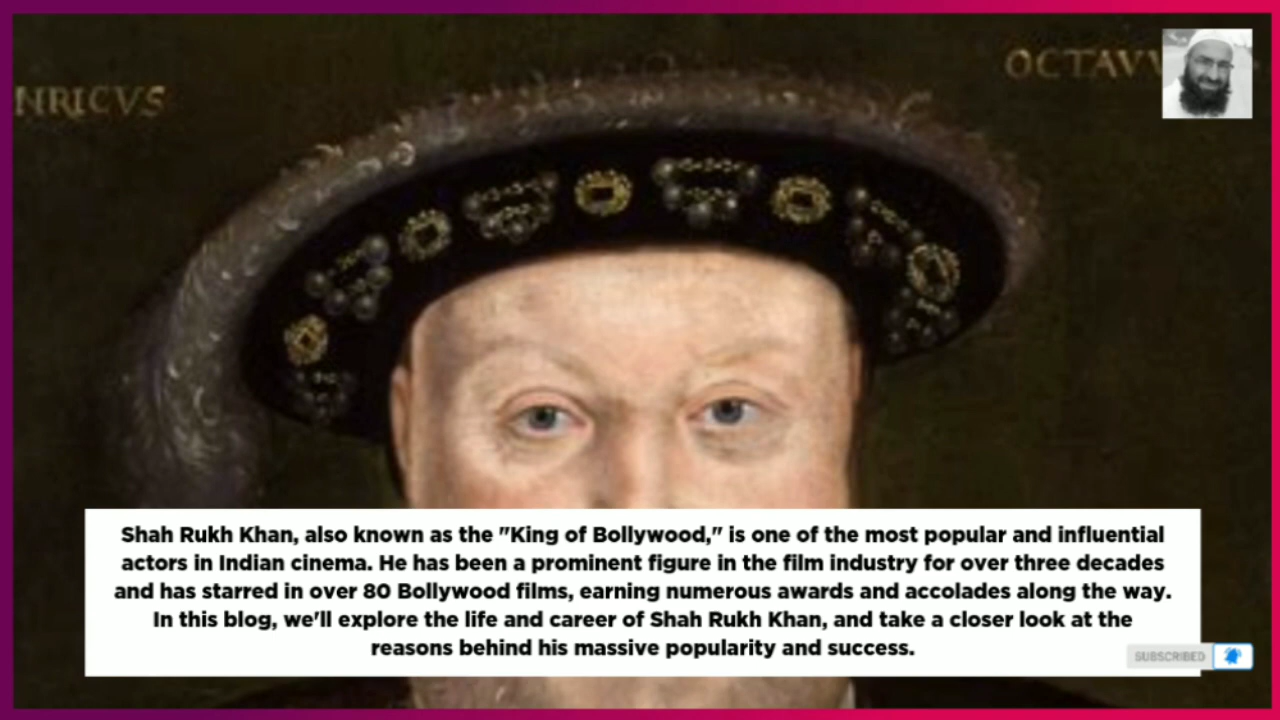 NRICVS
OCTAVV
Shah Rukh Khan, also known as the "King of Bollywood," is one of the most popular and influential
actors in Indian cinema. He has been a prominent figure in the film industry for over three decades
and has starred in over 80 Bollywood films, earning numerous awards and accolades along the way.
In this blog, we'll explore the life and career of Shah Rukh Khan, and take a closer look at the
reasons behind his massive popularity and success.
SUBSCRIBED